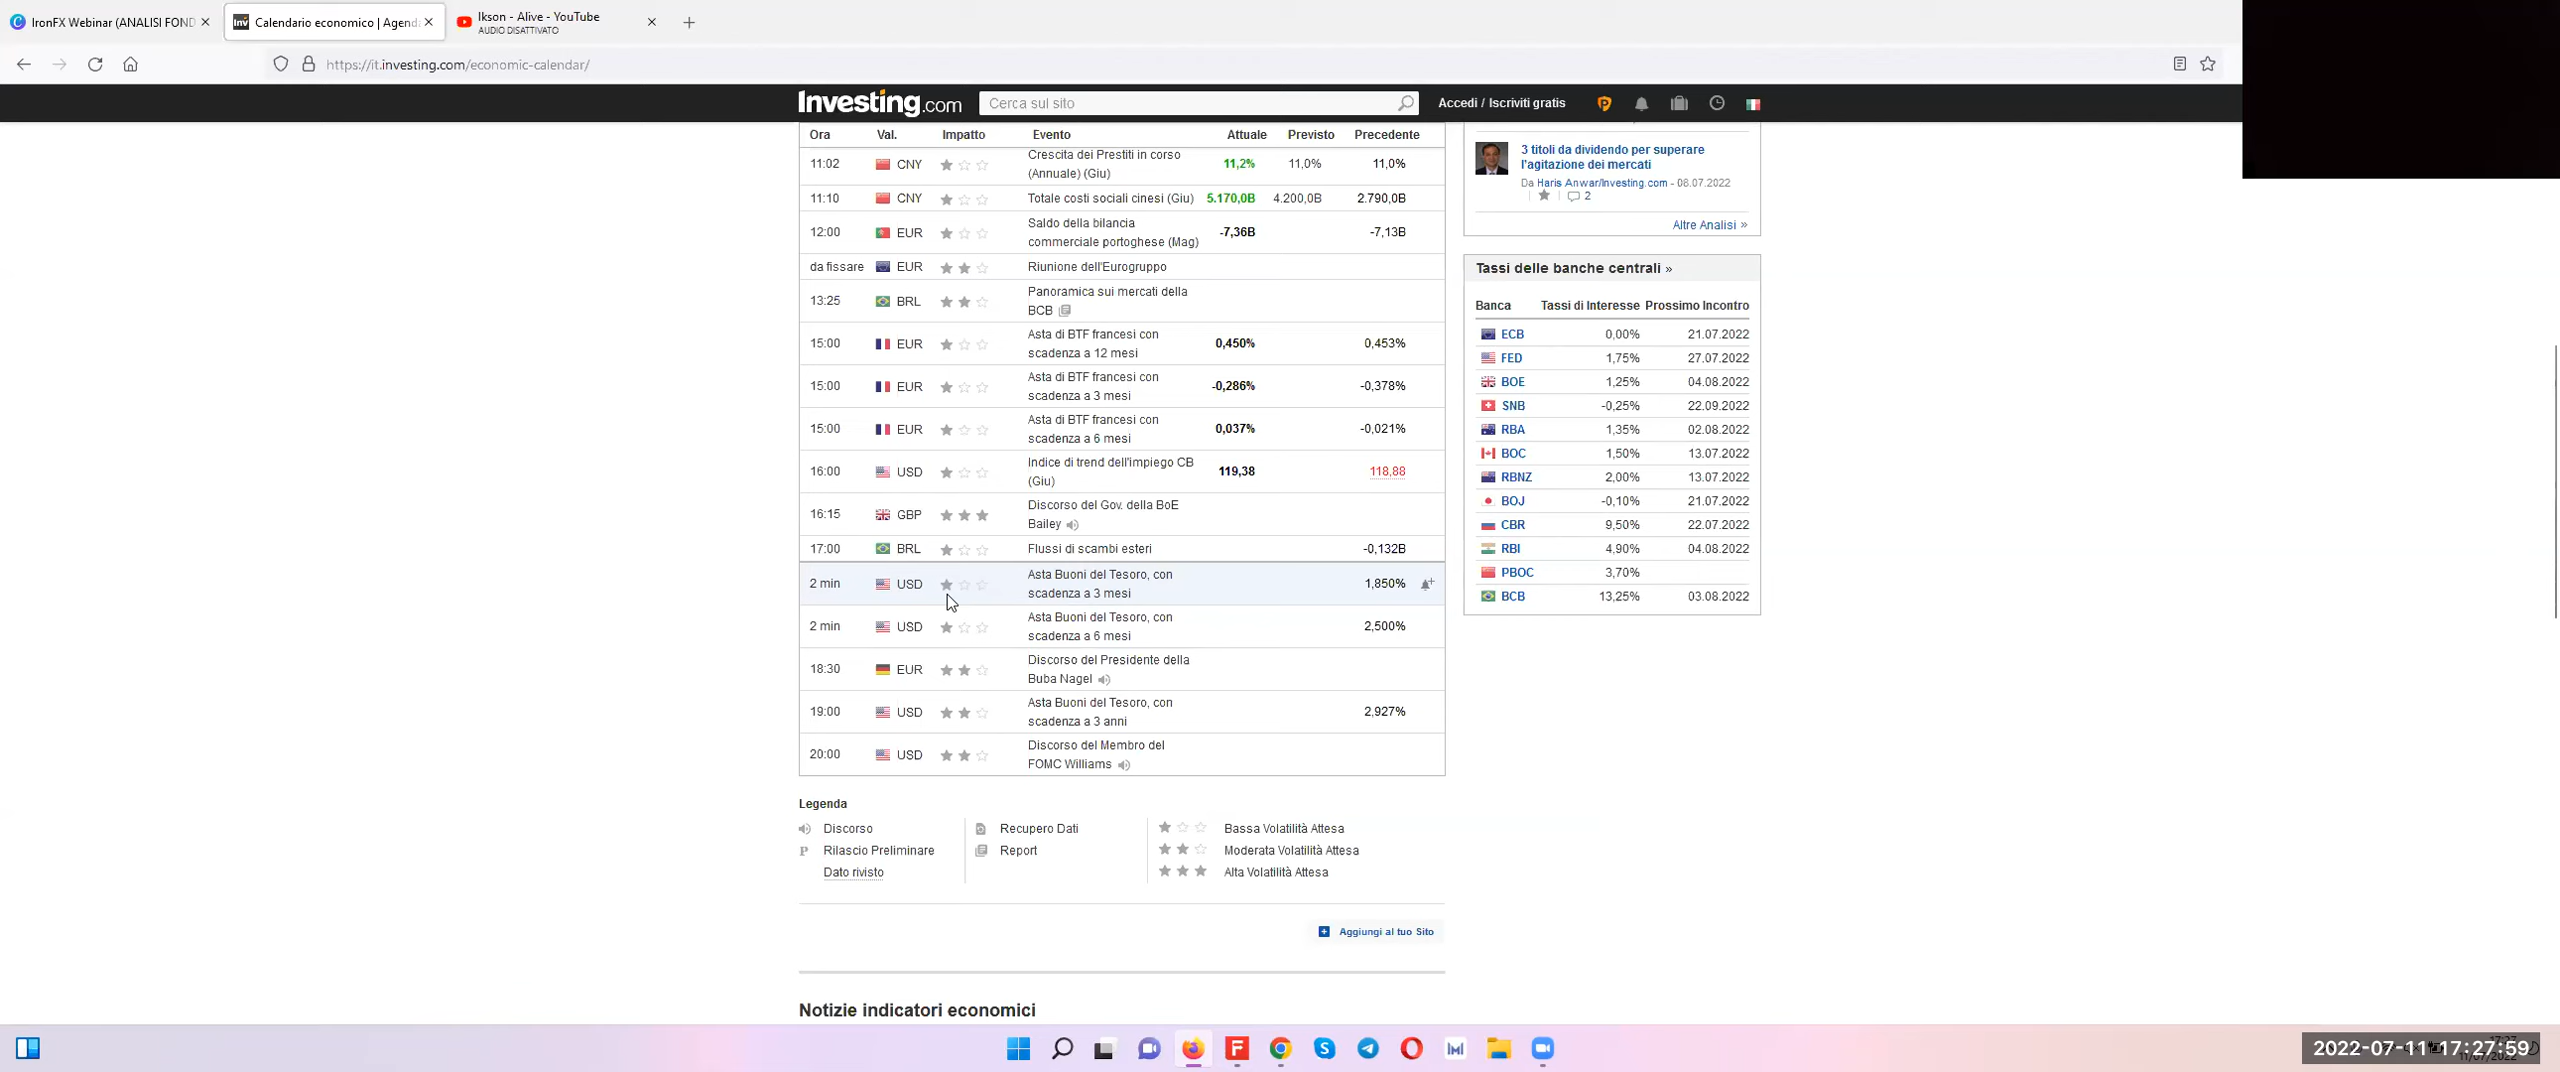 IronFX Webinar (ANALISI FOND
Calendario economico | Agend
Ikson - Alive - YouTube
AUDIO DISATTIVATO
https://it.investing.com/economic-calendar/
Investing.com
Cerca sul sito
Accedi / Iscriviti gratis
Ora Val. Impatto Evento Attuale Previsto Precedente
11:02 CNY Crescita dei Prestiti in corso 11,2% 11,0% 11,0%
(Annuale) (Giu)
11:10 CNY Totale costi sociali cinesi (Giu) 5.170,0B 4.200,0B 2.790,0B
12:00 EUR Saldo della bilancia -7,36B -7,13B
commerciale portoghese (Mag)
da fissare EUR Riunione dell'Eurogruppo
13:25 BRL Panoramica sui mercati della
BCB
15:00 EUR Asta di BTF francesi con 0,450% 0,453%
scadenza a 12 mesi
15:00 EUR Asta di BTF francesi con -0,286% -0,378%
scadenza a 3 mesi
15:00 EUR Asta di BTF francesi con 0,037% -0,021%
scadenza a 6 mesi
16:00 USD Indice di trend dell'impiego CB 119,38 118,88
(Giu)
16:15 GBP Discorso del Gov. della BoE
Bailey
17:00 BRL Flussi di scambi esteri -0,132B
2 min USD Asta Buoni del Tesoro, con 1,850%
scadenza a 3 mesi
2 min USD Asta Buoni del Tesoro, con 2,500%
scadenza a 6 mesi
18:30 EUR Discorso del Presidente della
Buba Nagel
19:00 USD Asta Buoni del Tesoro, con 2,927%
scadenza a 3 anni
20:00 USD Discorso del Membro del
FOMC Williams
Legenda
Discorso Recupero Dati Bassa Volatilità Attesa
P Rilascio Preliminare Report Moderata Volatilità Attesa
Dato rivisto Alta Volatilità Attesa
Aggiungi al tuo Sito
Notizie indicatori economici
3 titoli da dividendo per superare
l'agitazione dei mercati
Da Haris Anwar/Investing.com - 08.07.2022
2
Altre Analisi »
Tassi delle banche centrali »
Banca Tassi di Interesse Prossimo Incontro
ECB 0,00% 21.07.2022
FED 1,75% 27.07.2022
BOE 1,25% 04.08.2022
SNB -0,25% 22.09.2022
RBA 1,35% 02.08.2022
BOC 1,50% 13.07.2022
RBNZ 2,00% 13.07.2022
BOJ -0,10% 21.07.2022
CBR 9,50% 22.07.2022
RBI 4,90% 04.08.2022
PBOC 3,70%
BCB 13,25% 03.08.2022
2022-07-11 17:27:59